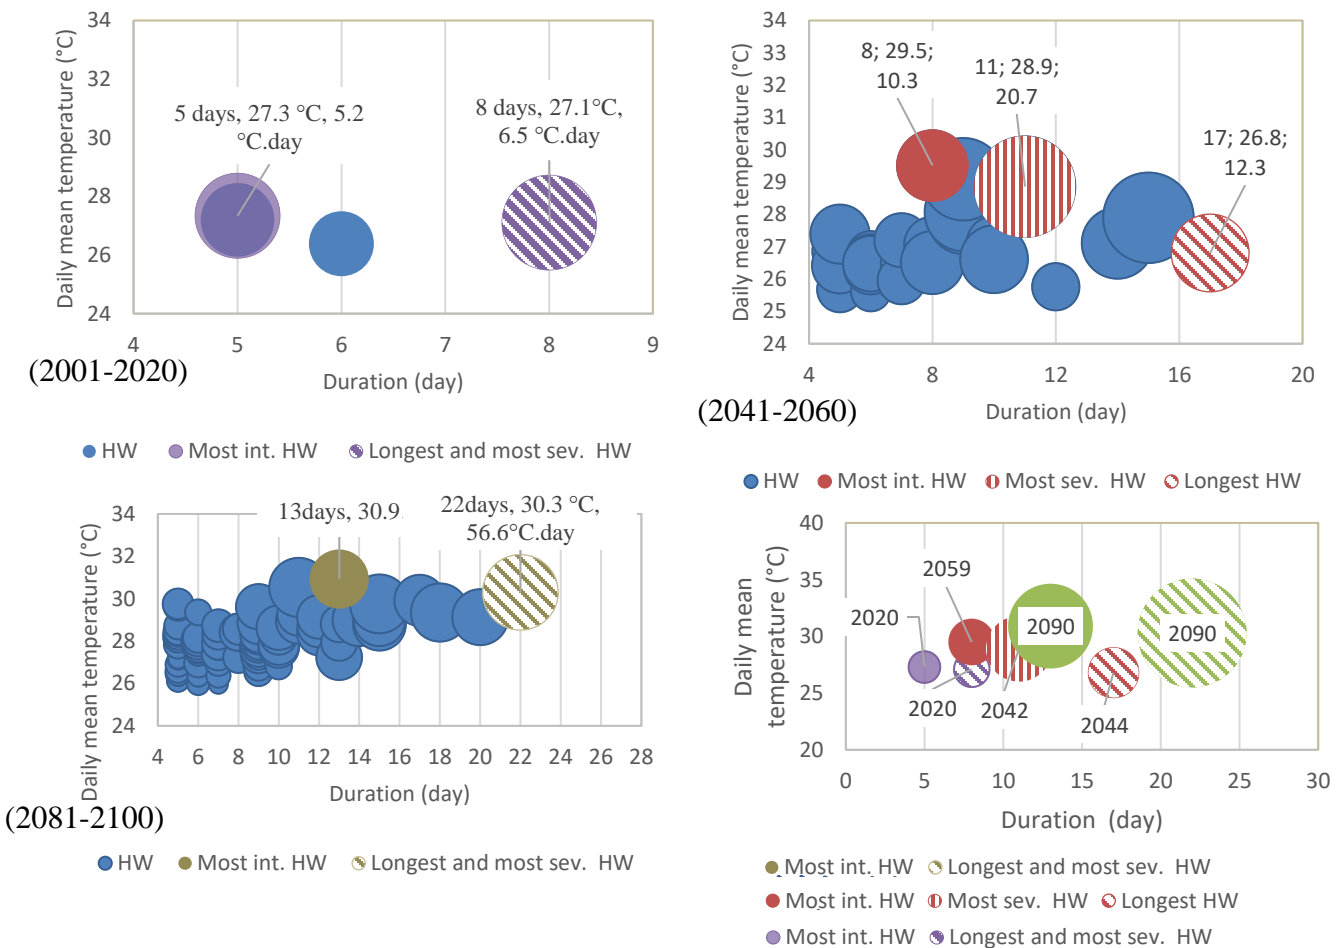 Daily mean temperature (°C)
34
32
30
28
26
24
5 days, 27.3 °C, 5.2
°C.day
8 days, 27.1°C,
6.5 °C.day
4 5 6 7 8 9
(2001-2020)
Duration (day)
HW Most int. HW Longest and most sev. HW
Daily mean temperature (°C)
34
33
32
31
30
29
28
27
26
25
24
8; 29.5;
10.3
11; 28.9;
20.7
17; 26.8;
12.3
4 8 12 16 20
(2041-2060)
Duration (day)
HW Most int. HW Most sev. HW Longest HW
Daily mean temperature (°C)
34
32
30
28
26
24
13days, 30.9
22days, 30.3 °C,
56.6°C.day
4 6 8 10 12 14 16 18 20 22 24 26 28
Duration (day)
(2081-2100)
HW Most int. HW Longest and most sev. HW
Daily mean
temperature (°C)
40
35
30
25
20
2059
2020
2020
2042
2090
2044
2090
0 5 10 15 20 25 30
Duration (day)
Most int. HW Longest and most sev. HW
Most int. HW Most sev. HW Longest HW
Most int. HW Longest and most sev. HW